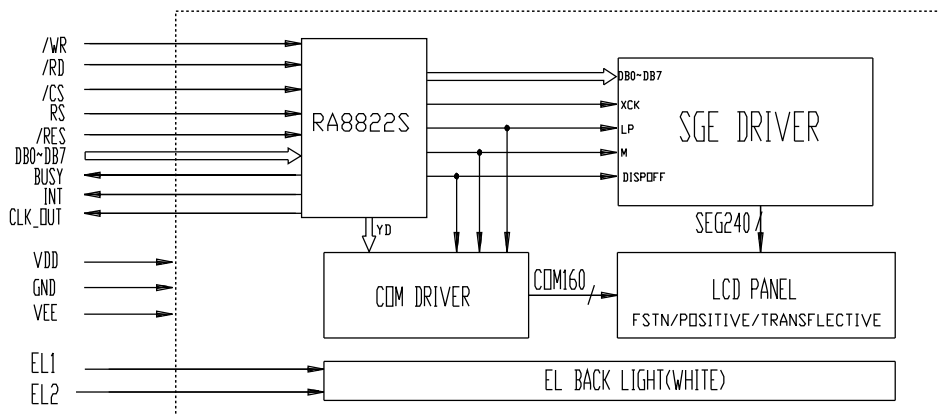 /WR
/RD
/CS
RS
/RES
DB0~DB7
BUSY
INT
CLK_OUT
VDD
GND
VEE
EL1
EL2
RA8822S
YD
DB0~DB7
XCK
LP
M
DISPOFF
SGE DRIVER
SEG240
COM DRIVER
COM160
LCD PANEL
FSTN/POSITIVE/TRANSFLECTIVE
EL BACK LIGHT(WHITE)